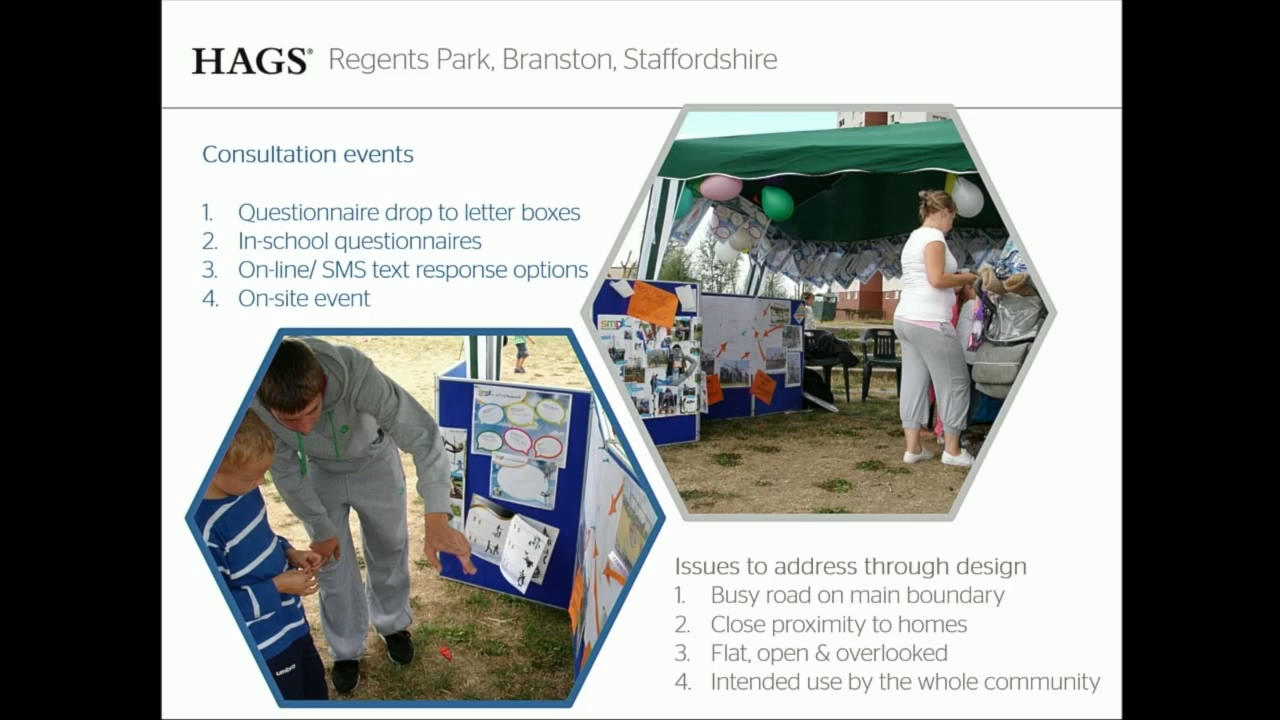 HAGS® Regents Park, Branston, Staffordshire
Consultation events
1. Questionnaire drop to letter boxes
2. In-school questionnaires
3. On-line/ SMS text response options
4. On-site event
umbro
Issues to address through design
1. Busy road on main boundary
2. Close proximity to homes
3. Flat, open & overlooked
4. Intended use by the whole community